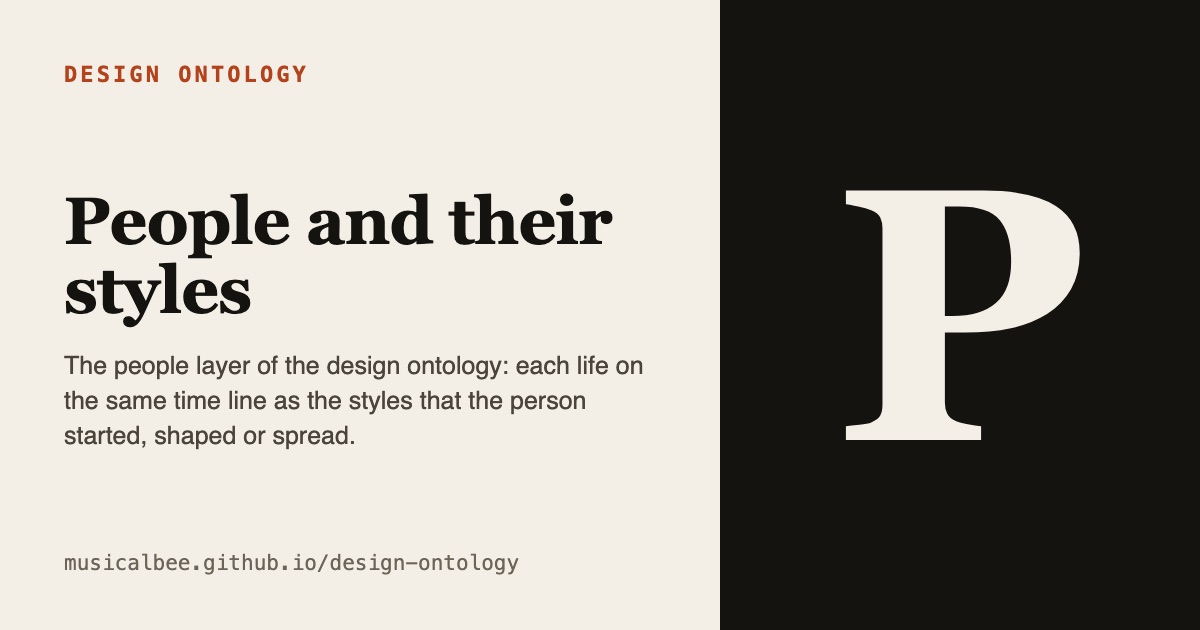 DESIGN ONTOLOGY
People and their
styles
The people layer of the design ontology: each life on
the same time line as the styles that the person
started, shaped or spread.
musicalbee.github.io/design-ontology
P